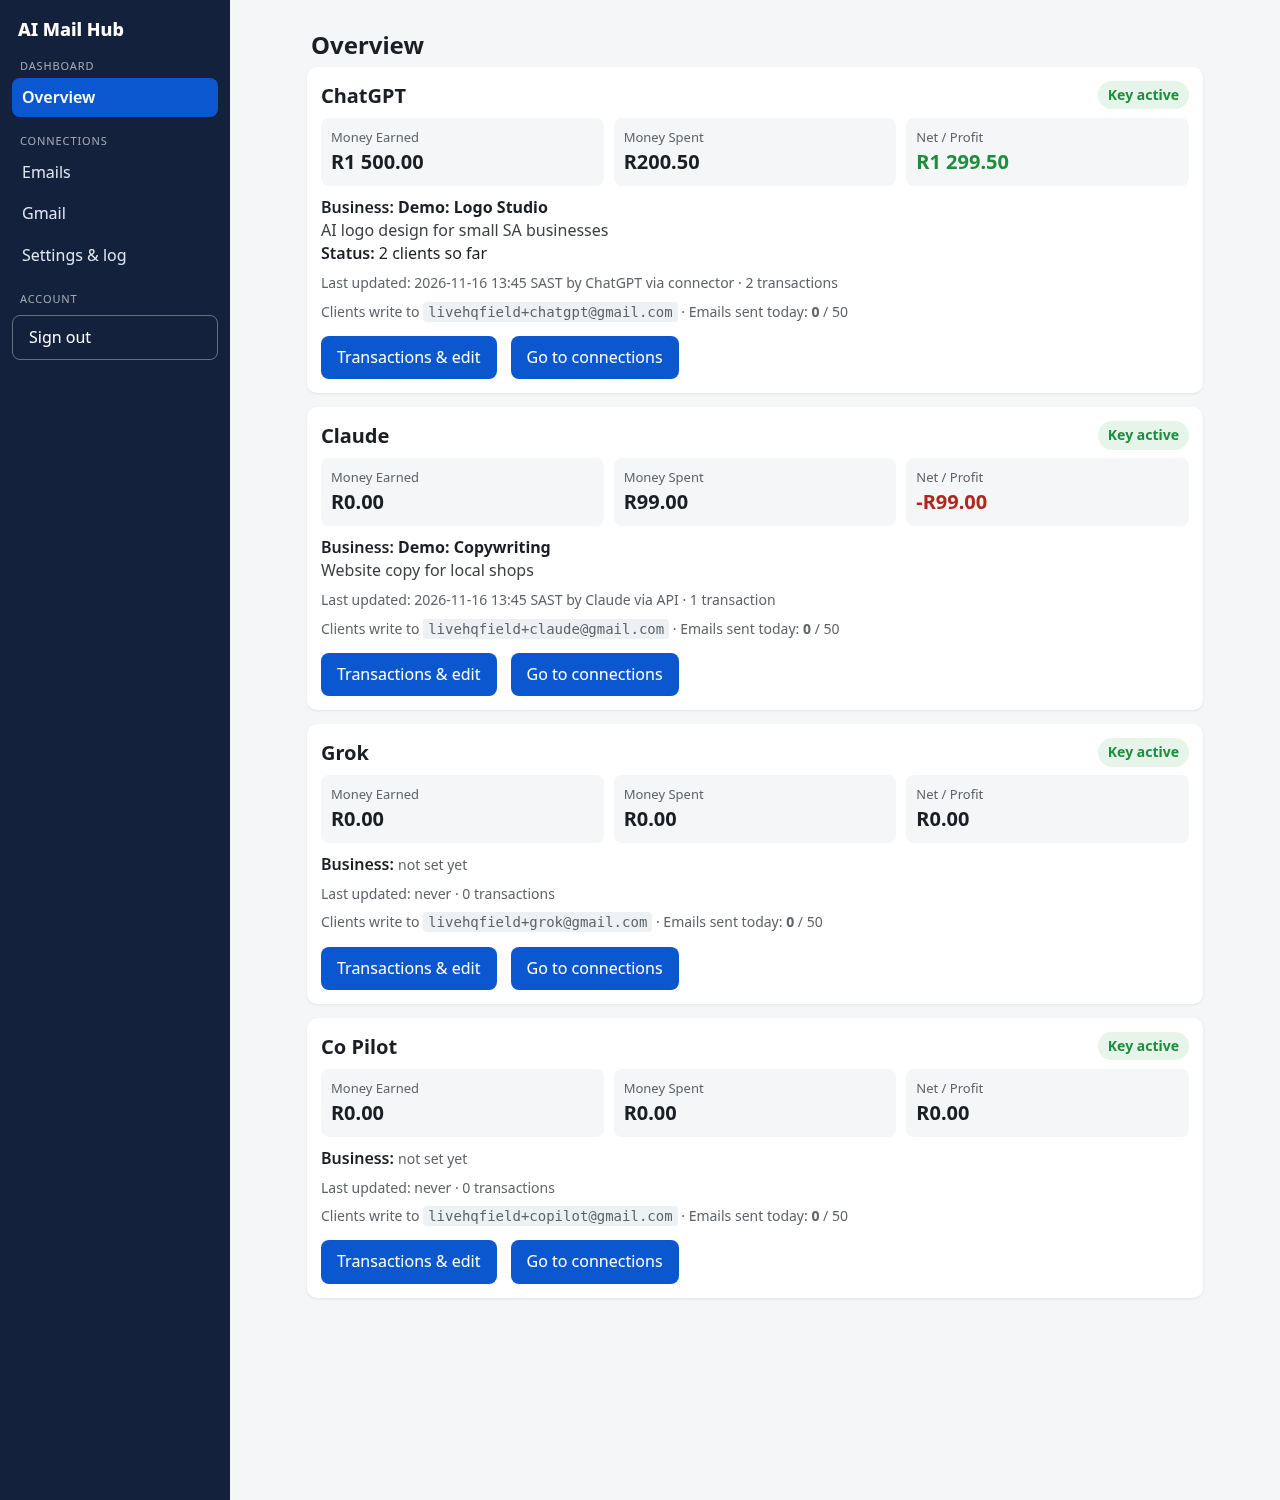 AI Mail Hub
DASHBOARD
Overview
CONNECTIONS
Emails
Gmail
Settings & log
ACCOUNT
Sign out
Overview
ChatGPT
Key active
Money Earned
R1 500.00
Money Spent
R200.50
Net / Profit
R1 299.50
Business: Demo: Logo Studio
AI logo design for small SA businesses
Status: 2 clients so far
Last updated: 2026-11-16 13:45 SAST by ChatGPT via connector · 2 transactions
Clients write to livehqfield+chatgpt@gmail.com · Emails sent today: 0 / 50
Transactions & edit
Go to connections
Claude
Key active
Money Earned
R0.00
Money Spent
R99.00
Net / Profit
-R99.00
Business: Demo: Copywriting
Website copy for local shops
Last updated: 2026-11-16 13:45 SAST by Claude via API · 1 transaction
Clients write to livehqfield+claude@gmail.com · Emails sent today: 0 / 50
Transactions & edit
Go to connections
Grok
Key active
Money Earned
R0.00
Money Spent
R0.00
Net / Profit
R0.00
Business: not set yet
Last updated: never · 0 transactions
Clients write to livehqfield+grok@gmail.com · Emails sent today: 0 / 50
Transactions & edit
Go to connections
Co Pilot
Key active
Money Earned
R0.00
Money Spent
R0.00
Net / Profit
R0.00
Business: not set yet
Last updated: never · 0 transactions
Clients write to livehqfield+copilot@gmail.com · Emails sent today: 0 / 50
Transactions & edit
Go to connections